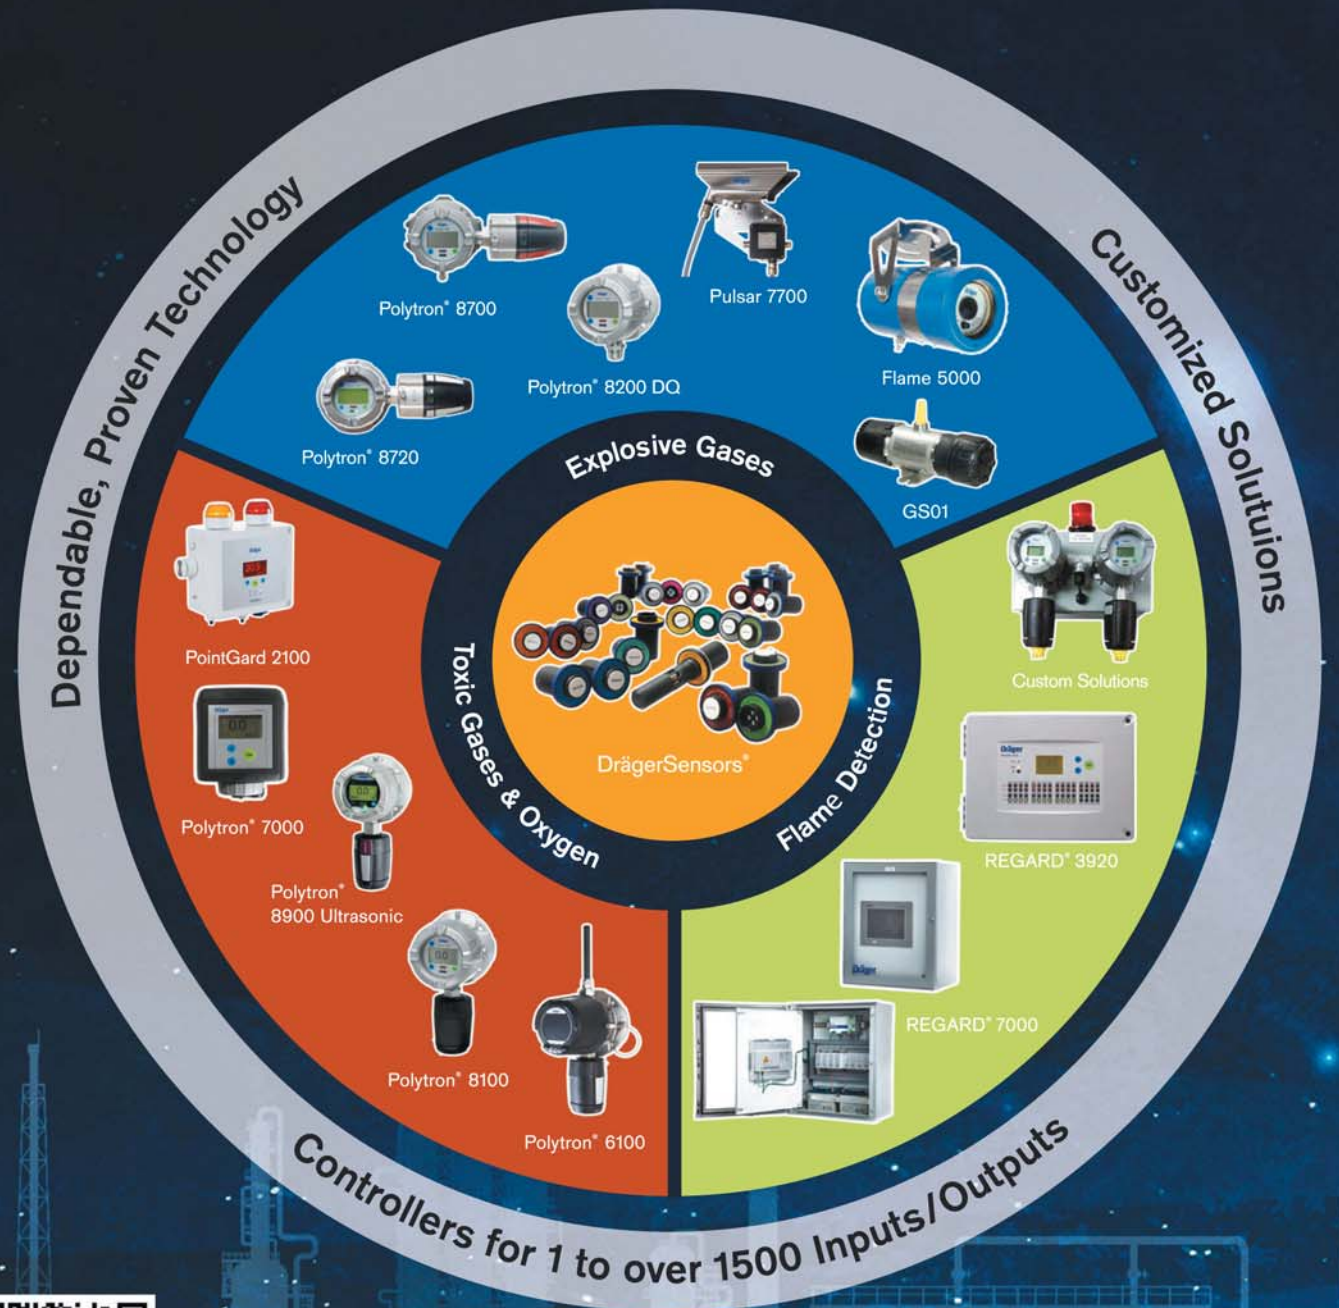 Dependable, Proven Technology
Customized Solutuions
Controllers for 1 to over 1500 Inputs/Outputs
Explosive Gases
Toxic Gases & Oxygen
Flame Detection
DrägerSensors®
Polytron® 8700
Pulsar 7700
Polytron® 8200 DQ
Flame 5000
Polytron® 8720
GS01
PointGard 2100
Polytron® 7000
Polytron®
8900 Ultrasonic
Polytron® 8100
Polytron® 6100
Custom Solutions
Dräger
REGARD® 3920
Dräger
REGARD® 7000